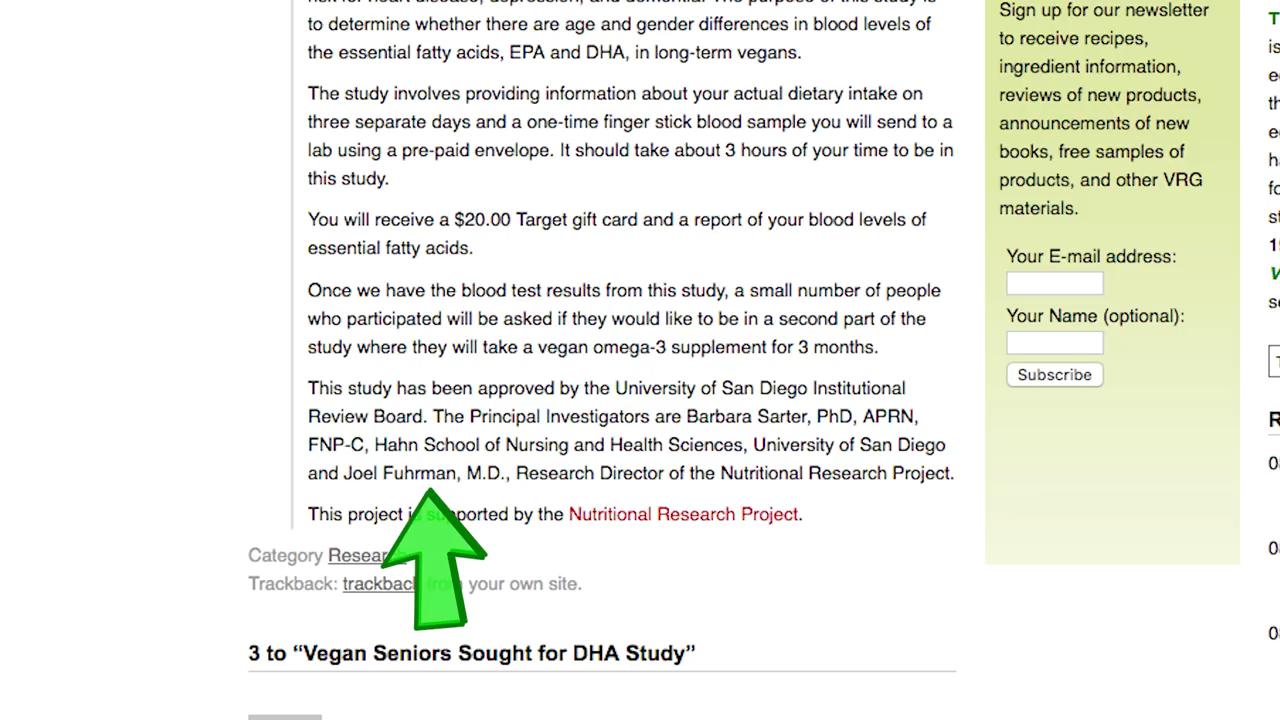 to determine whether there are age and gender differences in blood levels of
the essential fatty acids, EPA and DHA, in long-term vegans.
The study involves providing information about your actual dietary intake on
three separate days and a one-time finger stick blood sample you will send to a
lab using a pre-paid envelope. It should take about 3 hours of your time to be in
this study.
You will receive a $20.00 Target gift card and a report of your blood levels of
essential fatty acids.
Once we have the blood test results from this study, a small number of people
who participated will be asked if they would like to be in a second part of the
study where they will take a vegan omega-3 supplement for 3 months.
This study has been approved by the University of San Diego Institutional
Review Board. The Principal Investigators are Barbara Sarter, PhD, APRN,
FNP-C, Hahn School of Nursing and Health Sciences, University of San Diego
and Joel Fuhrman, M.D., Research Director of the Nutritional Research Project.
This project is supported by the Nutritional Research Project.
Category Research
Trackback: trackback from your own site.
3 to “Vegan Seniors Sought for DHA Study”
Sign up for our newsletter
to receive recipes,
ingredient information,
reviews of new products,
announcements of new
books, free samples of
products, and other VRG
materials.
Your E-mail address:
Your Name (optional):
Subscribe